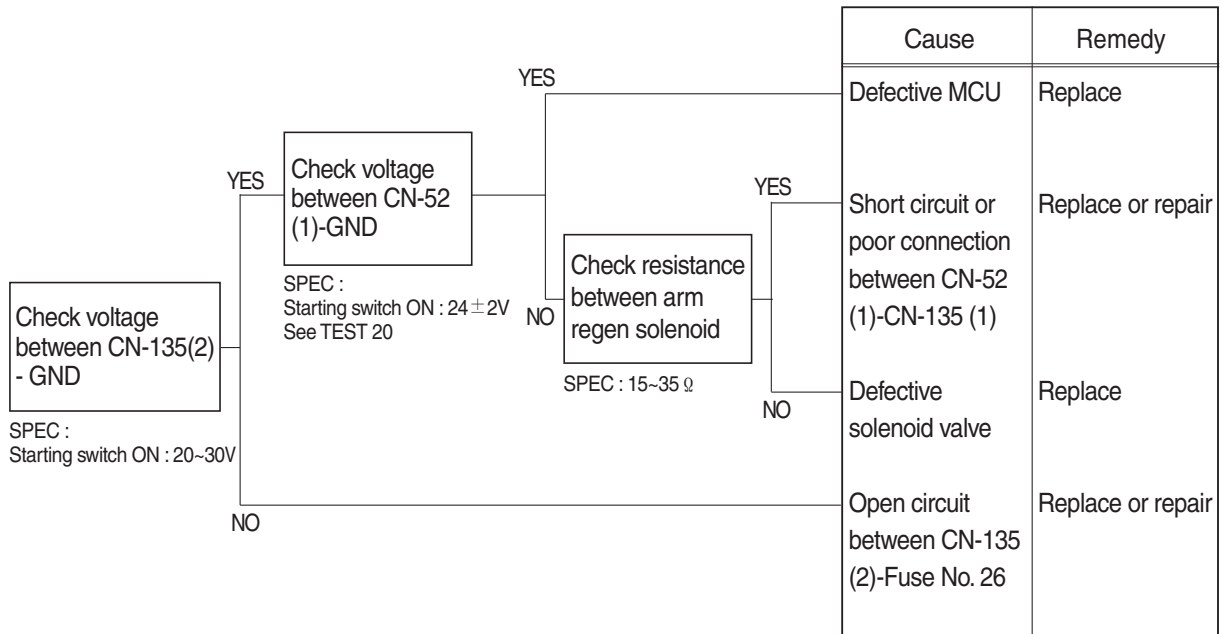 Check voltage
between CN-135(2)
- GND
SPEC :
Starting switch ON : 20~30V
YES
NO
Check voltage
between CN-52
(1)-GND
SPEC :
Starting switch ON : 24±2V
See TEST 20
YES
NO
Check resistance
between arm
regen solenoid
SPEC : 15~35 Ω
YES
NO
Cause
Remedy
Defective MCU
Replace
Short circuit or
poor connection
between CN-52
(1)-CN-135 (1)
Replace or repair
Defective
solenoid valve
Replace
Open circuit
between CN-135
(2)-Fuse No. 26
Replace or repair